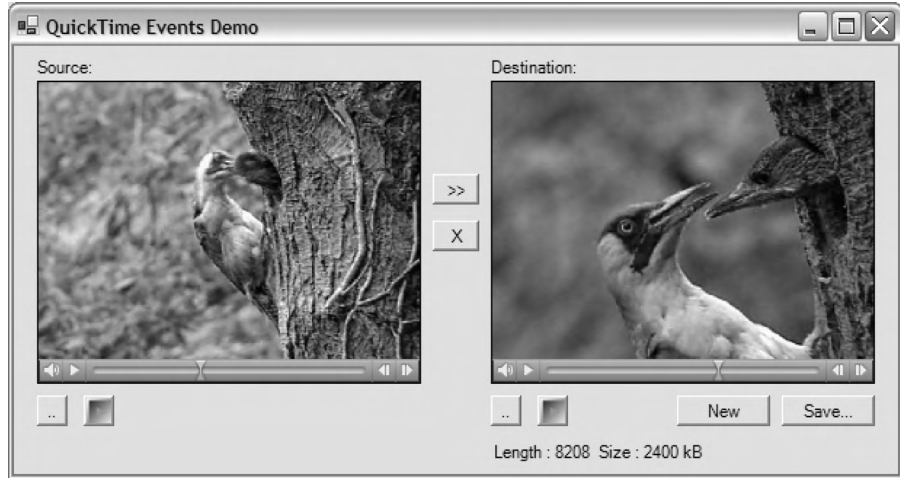 QuickTime Events Demo
Source:
Destination:
>>
X
..
..
New
Save...
Length : 8208 Size : 2400 kB